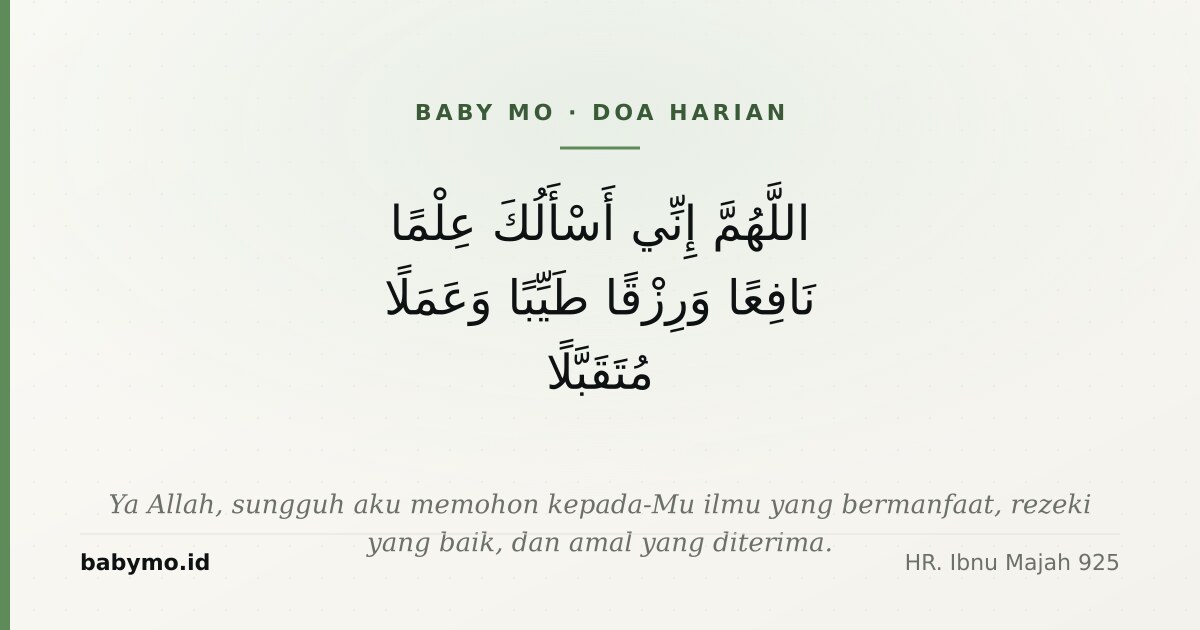 BABY MO · DOA HARIAN
اللَّهُمَّ إِنِّي أَسْأَلُكَ عِلْمًا
نَافِعًا وَرِزْقًا طَيِّبًا وَعَمَلًا
مُتَقَبَّلًا
Ya Allah, sungguh aku memohon kepada-Mu ilmu yang bermanfaat, rezeki
yang baik, dan amal yang diterima.
babymo.id
HR. Ibnu Majah 925